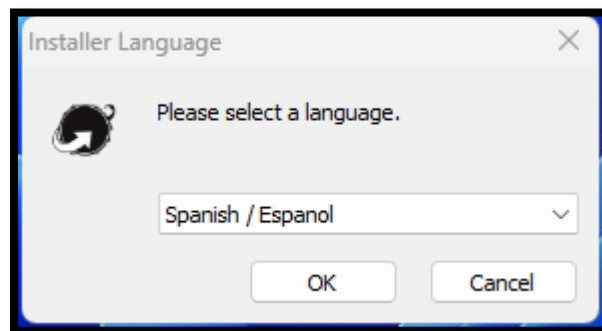 Installer Language
Please select a language.
Spanish / Espanol
OK
Cancel